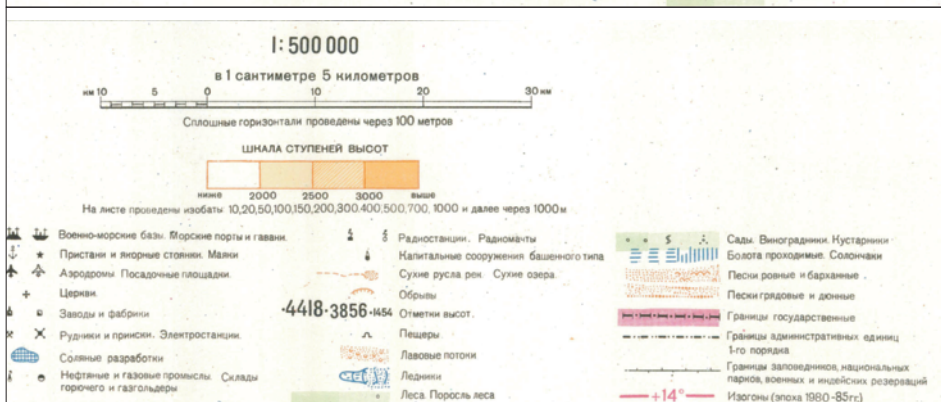 1:500 000
в 1 сантиметре 5 километров
км 10 5 0 10 20 30 км
Сплошные горизонтали проведены через 100 метров
ШКАЛА СТУПЕНЕЙ ВЫСОТ
ниже 2000 2500 3000 выше
На листе проведены изобаты 10,20,50,100,150,200,300,400,500,700, 1000 и далее через 1000м
Военно-морские базы. Морские порты и гавани.
Пристани и якорные стоянки. Маяки
Аэродромы. Посадочные площадки.
Церкви.
Заводы и фабрики
Рудники и прииски. Электростанции.
Соляные разработки
Нефтяные и газовые промыслы. Склады
горючего и газгольдеры
Радиостанции. Радиомачты
Капитальные сооружения башенного типа
Сухие русла рек. Сухие озера.
Обрывы
·4418·3856·1454 Отметки высот.
Пещеры
Лавовые потоки
Ледники
Леса. Поросль леса
Сады. Виноградники. Кустарники
Болота проходимые. Солончаки
Пески ровные и барханные
Пески грядовые и дюнные
Границы государственные
Границы административных единиц
1-го порядка
Границы заповедников, национальных
парков, военных и индейских резерваций
+14° Изогоны (эпоха 1980-85гг.)